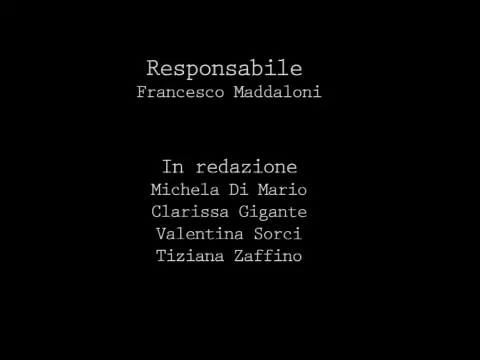 Responsabile
Francesco Maddaloni
In redazione
Michela Di Mario
Clarissa Gigante
Valentina Sorci
Tiziana Zaffino